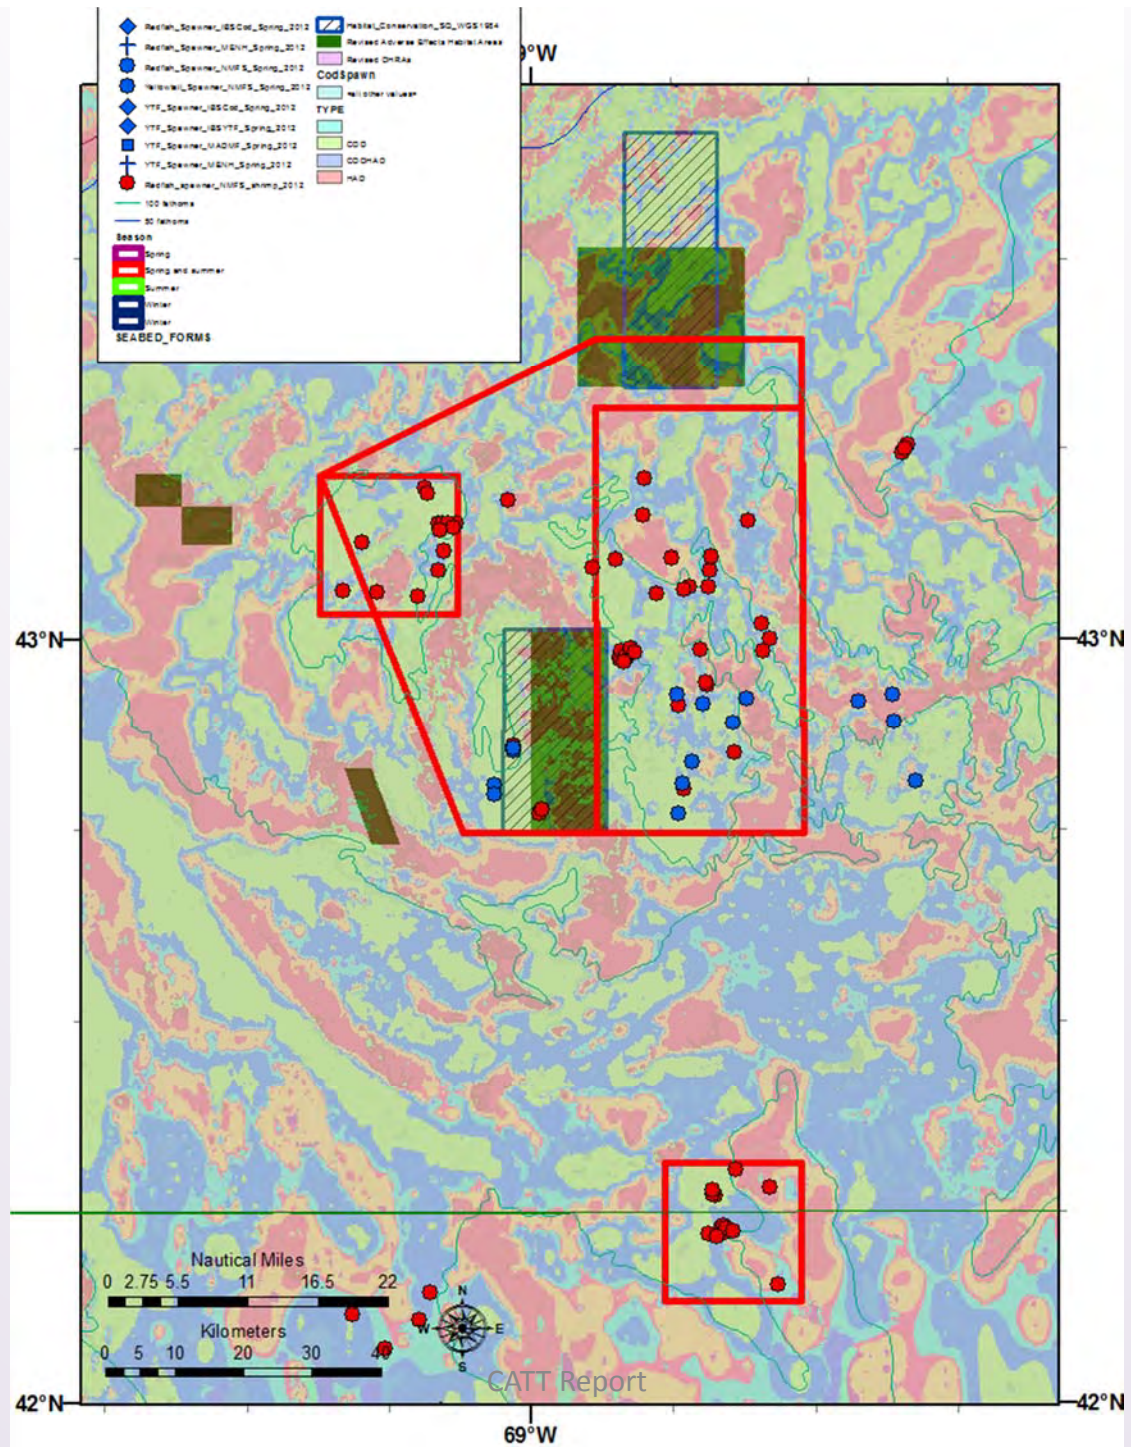 Redfish_Spawner_IBSCod_Spring_2012
Redfish_Spawner_MENH_Spring_2012
Redfish_Spawner_NMFS_Spring_2012
Yellowtail_Spawner_NMFS_Spring_2012
YTF_Spawner_IBSCod_Spring_2012
YTF_Spawner_IBSYTF_Spring_2012
YTF_Spawner_MADMF_Spring_2012
YTF_Spawner_MENH_Spring_2012
Redfish_spawner_NMFS_shrimp_2012
100 fathoms
50 fathoms
Season
Spring
Spring and summer
Summer
Winter
Winter
SEABED_FORMS
Habitat_Conservation_SQ_WGS1984
Revised Adverse Effects Habitat Areas
Revised DHRAs
CodSpawn
<all other values>
TYPE
COD
CODHAD
HAD
9°W
43°N
43°N
Nautical Miles
0 2.75 5.5 11 16.5 22
Kilometers
0 5 10 20 30 40
N
W E
S
CATT Report
42°N
42°N
69°W